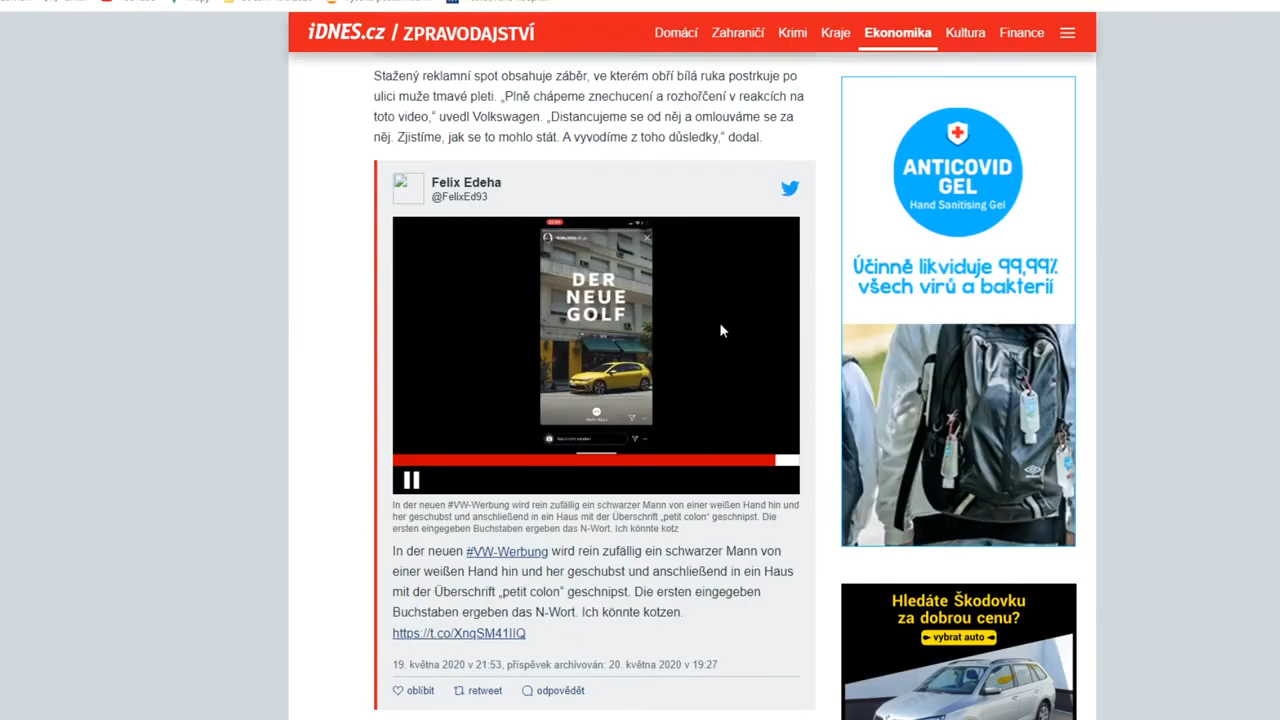 iDNES.cz / ZPRAVODAJSTVÍ
Domácí Zahraničí Krimi Kraje Ekonomika Kultura Finance
Stažený reklamní spot obsahuje záběr, ve kterém obří bílá ruka postrkuje po
ulici muže tmavé pleti. „Plně chápeme znechucení a rozhořčení v reakcích na
toto video,“ uvedl Volkswagen. „Distancujeme se od něj a omlouváme se za
něj. Zjistíme, jak se to mohlo stát. A vyvodíme z toho důsledky,“ dodal.
Felix Edeha
@FelixEd93
DER
NEUE
GOLF
In der neuen #VW-Werbung wird rein zufällig ein schwarzer Mann von einer weißen Hand hin und
her geschubst und anschließend in ein Haus mit der Überschrift „petit colon“ geschnipst. Die
ersten eingegeben Buchstaben ergeben das N-Wort. Ich könnte kotz
In der neuen #VW-Werbung wird rein zufällig ein schwarzer Mann von
einer weißen Hand hin und her geschubst und anschließend in ein Haus
mit der Überschrift „petit colon“ geschnipst. Die ersten eingegeben
Buchstaben ergeben das N-Wort. Ich könnte kotzen.
https://t.co/XnqSM41IIQ
19. května 2020 v 21:53, příspěvek archivován: 20. května 2020 v 19:27
oblíbit retweet odpovědět
ANTICOVID
GEL
Hand Sanitising Gel
Účinně likviduje 99,99%
všech virů a bakterií
Hledáte Škodovku
za dobrou cenu?
vybrat auto